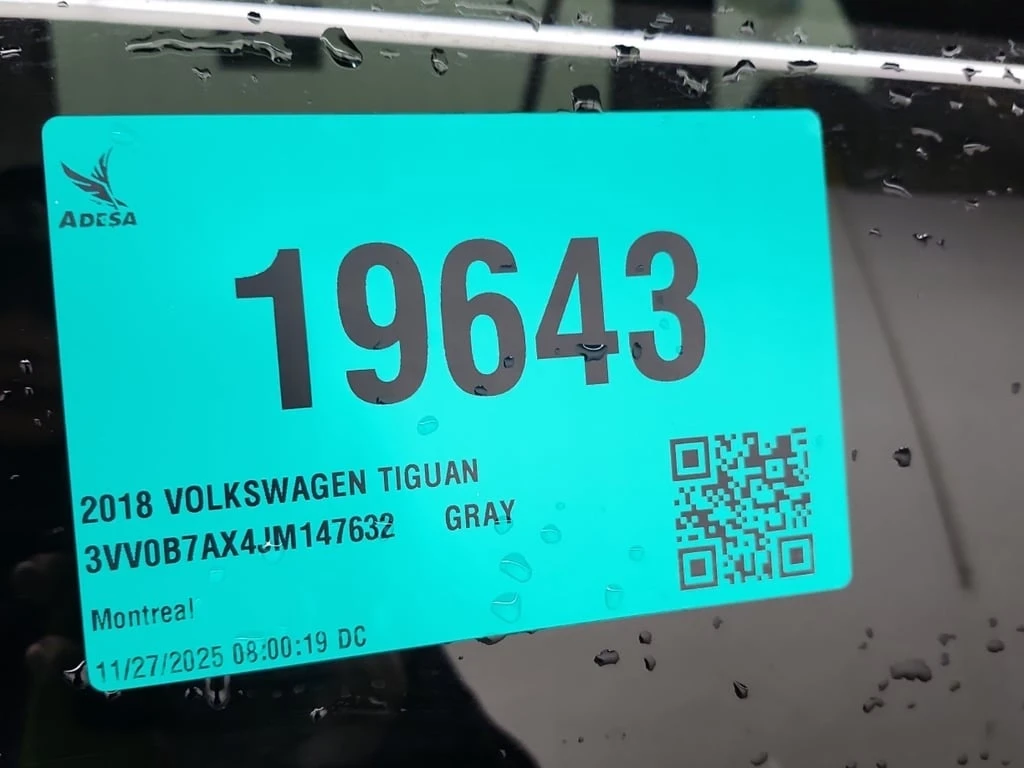 ADESA
19643
2018 VOLKSWAGEN TIGUAN
3VV0B7AX4JM147632 GRAY
Montreal
11/27/2025 08:00:19 DC